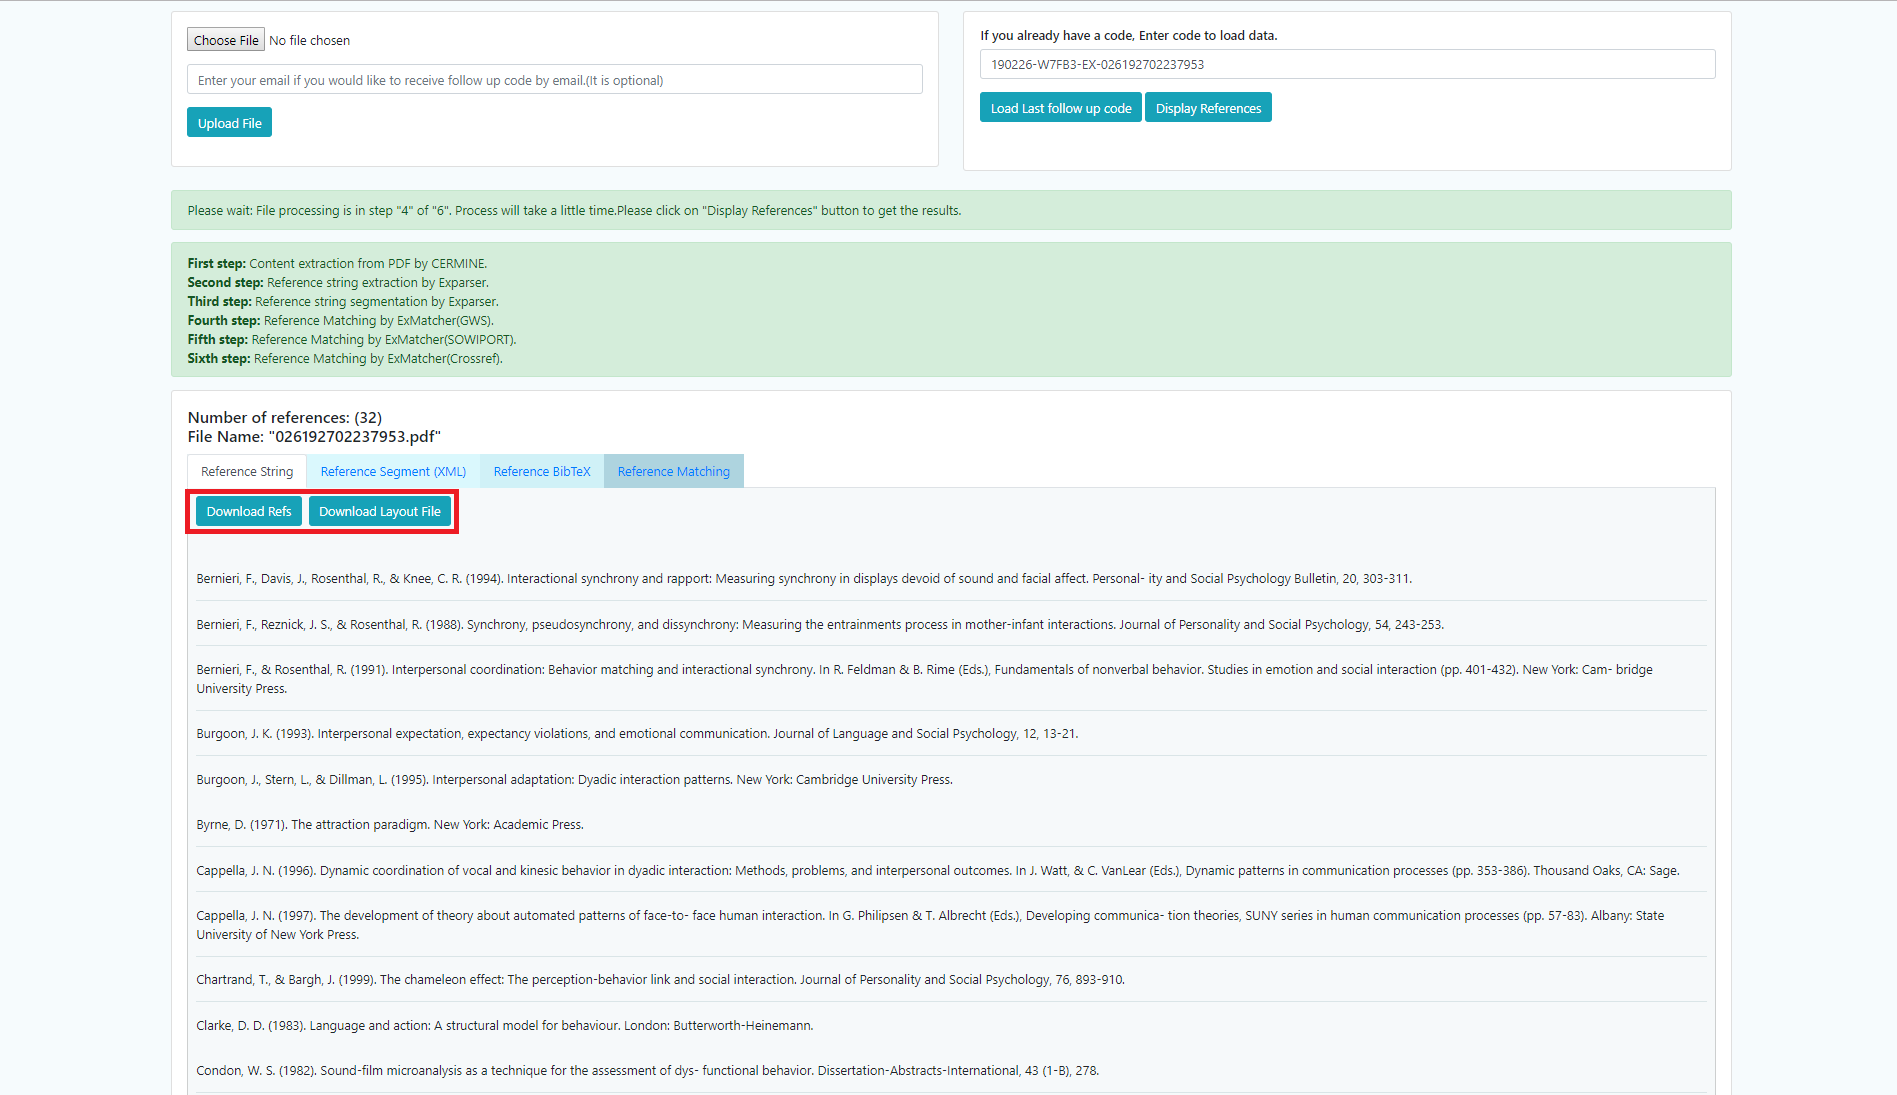 Choose File No file chosen
Enter your email if you would like to receive follow up code by email.(It is optional)
Upload File
If you already have a code, Enter code to load data.
190226-W7FB3-EX-026192702237953
Load Last follow up code Display References
Please wait: File processing is in step "4" of "6". Process will take a little time.Please click on "Display References" button to get the results.
First step: Content extraction from PDF by CERMINE.
Second step: Reference string extraction by Exparser.
Third step: Reference string segmentation by Exparser.
Fourth step: Reference Matching by ExMatcher(GWS).
Fifth step: Reference Matching by ExMatcher(SOWIPORT).
Sixth step: Reference Matching by ExMatcher(Crossref).
Number of references: (32)
File Name: "026192702237953.pdf"
Reference String Reference Segment (XML) Reference BibTeX Reference Matching
Download Refs Download Layout File
Bernieri, F., Davis, J., Rosenthal, R., & Knee, C. R. (1994). Interactional synchrony and rapport: Measuring synchrony in displays devoid of sound and facial affect. Personal- ity and Social Psychology Bulletin, 20, 303-311.
Bernieri, F., Reznick, J. S., & Rosenthal, R. (1988). Synchrony, pseudosynchrony, and dissynchrony: Measuring the entrainments process in mother-infant interactions. Journal of Personality and Social Psychology, 54, 243-253.
Bernieri, F., & Rosenthal, R. (1991). Interpersonal coordination: Behavior matching and interactional synchrony. In R. Feldman & B. Rime (Eds.), Fundamentals of nonverbal behavior. Studies in emotion and social interaction (pp. 401-432). New York: Cam- bridge
University Press.
Burgoon, J. K. (1993). Interpersonal expectation, expectancy violations, and emotional communication. Journal of Language and Social Psychology, 12, 13-21.
Burgoon, J., Stern, L., & Dillman, L. (1995). Interpersonal adaptation: Dyadic interaction patterns. New York: Cambridge University Press.
Byrne, D. (1971). The attraction paradigm. New York: Academic Press.
Cappella, J. N. (1996). Dynamic coordination of vocal and kinesic behavior in dyadic interaction: Methods, problems, and interpersonal outcomes. In J. Watt, & C. VanLear (Eds.), Dynamic patterns in communication processes (pp. 353-386). Thousand Oaks, CA: Sage.
Cappella, J. N. (1997). The development of theory about automated patterns of face-to- face human interaction. In G. Philipsen & T. Albrecht (Eds.), Developing communica- tion theories, SUNY series in human communication processes (pp. 57-83). Albany: State
University of New York Press.
Chartrand, T., & Bargh, J. (1999). The chameleon effect: The perception-behavior link and social interaction. Journal of Personality and Social Psychology, 76, 893-910.
Clarke, D. D. (1983). Language and action: A structural model for behaviour. London: Butterworth-Heinemann.
Condon, W. S. (1982). Sound-film microanalysis as a technique for the assessment of dys- functional behavior. Dissertation-Abstracts-International, 43 (1-B), 278.